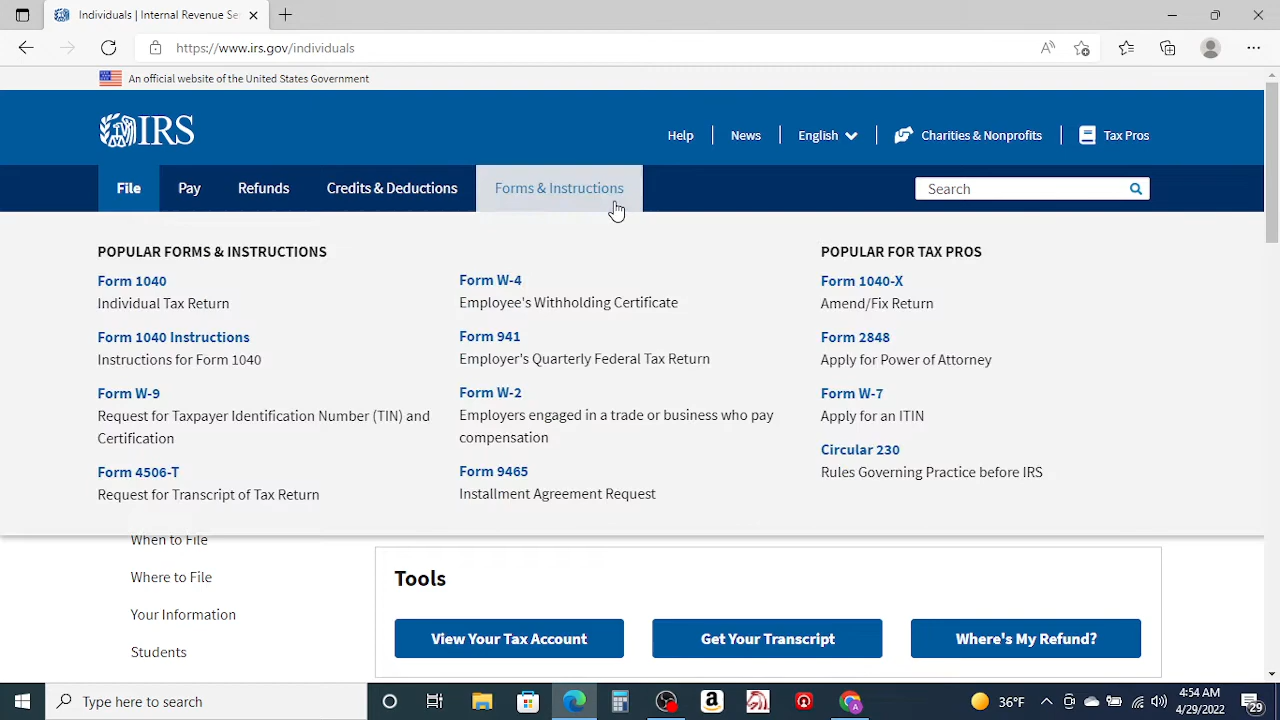 Individuals | Internal Revenue Se
https://www.irs.gov/individuals
An official website of the United States Government
IRS
Help
News
English
Charities & Nonprofits
Tax Pros
File
Pay
Refunds
Credits & Deductions
Forms & Instructions
Search
POPULAR FORMS & INSTRUCTIONS
Form 1040
Individual Tax Return
Form 1040 Instructions
Instructions for Form 1040
Form W-9
Request for Taxpayer Identification Number (TIN) and
Certification
Form 4506-T
Request for Transcript of Tax Return
Form W-4
Employee's Withholding Certificate
Form 941
Employer's Quarterly Federal Tax Return
Form W-2
Employers engaged in a trade or business who pay
compensation
Form 9465
Installment Agreement Request
POPULAR FOR TAX PROS
Form 1040-X
Amend/Fix Return
Form 2848
Apply for Power of Attorney
Form W-7
Apply for an ITIN
Circular 230
Rules Governing Practice before IRS
When to File
Where to File
Your Information
Students
Tools
View Your Tax Account
Get Your Transcript
Where's My Refund?
Type here to search
36°F
4:54 AM
4/29/2022
29